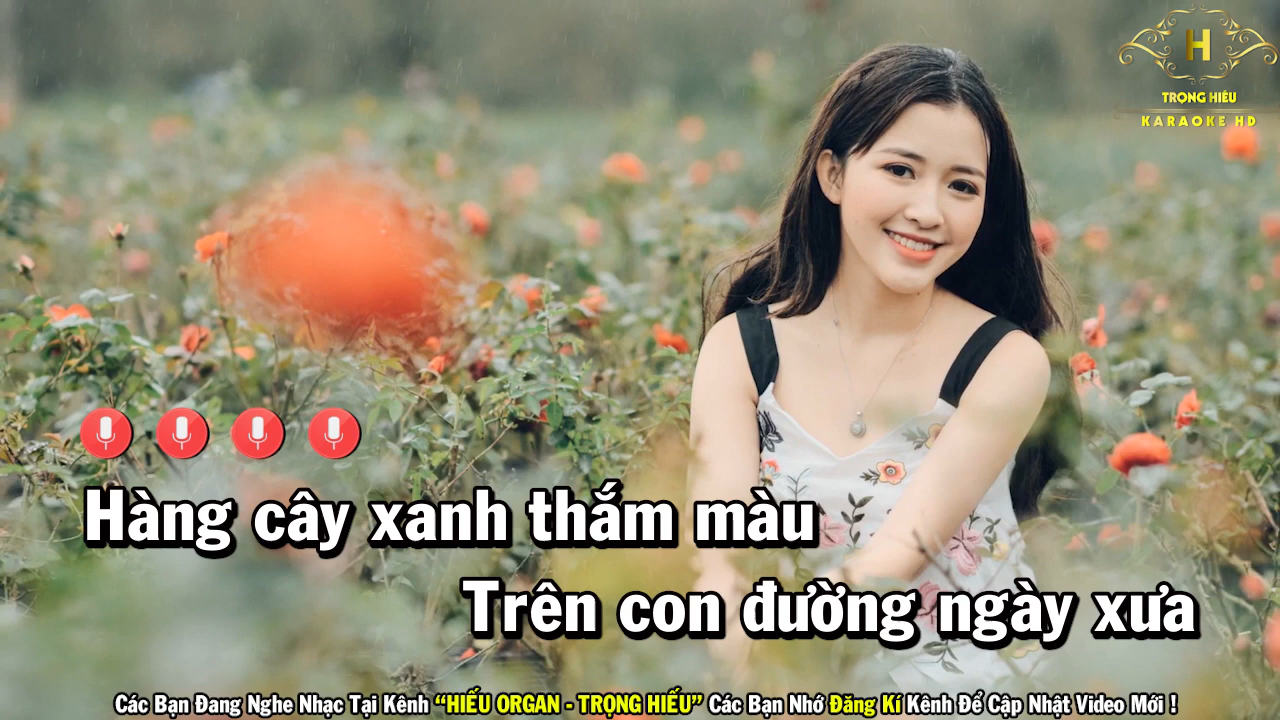 H
TRỌNG HIẾU
KARAOKE HD
Hàng cây xanh thắm màu
Trên con đường ngày xưa
Các Bạn Đang Nghe Nhạc Tại Kênh “HIẾU ORGAN - TRỌNG HIẾU” Các Bạn Nhớ Đăng Kí Kênh Để Cập Nhật Video Mới !